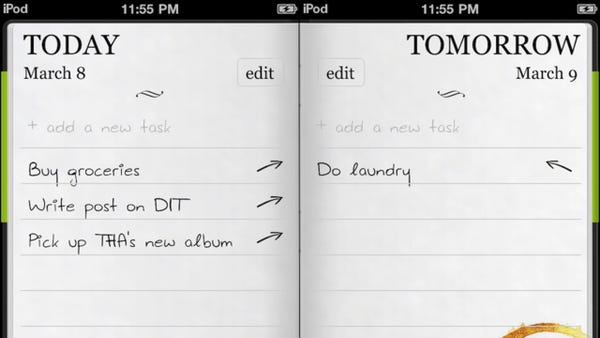 iPod 11:55 PM
TODAY
March 8
edit
+ add a new task
Buy groceries
Write post on DIT
Pick up THA's new album
iPod 11:55 PM
TOMORROW
edit
March 9
+ add a new task
Do laundry